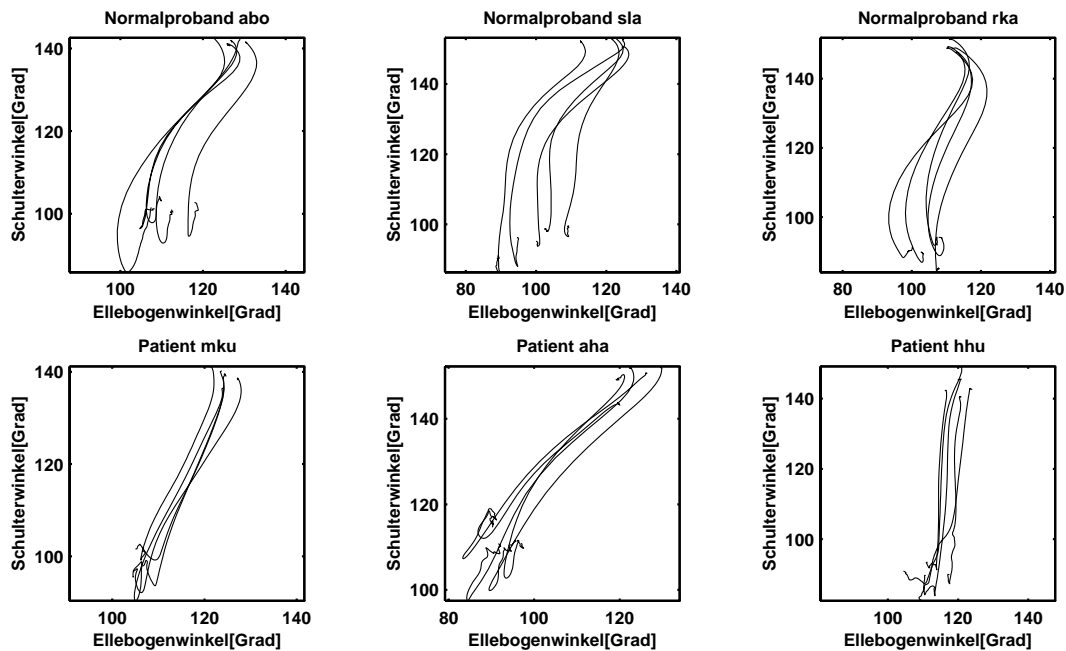 Normalproband abo
Normalproband sla
Normalproband rka
Schulterwinkel[Grad]
140
120
100
100
120
140
Ellebogenwinkel[Grad]
Schulterwinkel[Grad]
140
120
100
80
100
120
Ellebogenwinkel[Grad]
Schulterwinkel[Grad]
140
120
100
80
100
120
140
Ellebogenwinkel[Grad]
Patient mku
Patient aha
Patient hhu
Schulterwinkel[Grad]
140
120
100
100
120
140
Ellebogenwinkel[Grad]
Schulterwinkel[Grad]
140
120
100
80
100
120
Ellebogenwinkel[Grad]
Schulterwinkel[Grad]
140
120
100
100
120
140
Ellebogenwinkel[Grad]